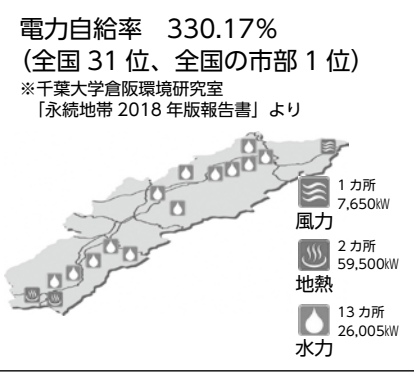 電力自給率　330.17%
（全国 31 位、全国の市部 1 位）
※千葉大学倉阪環境研究室
「永続地帯 2018 年版報告書」より
1 カ所
7,650㎾
風力
2 カ所
59,500㎾
地熱
13 カ所
26,005㎾
水力